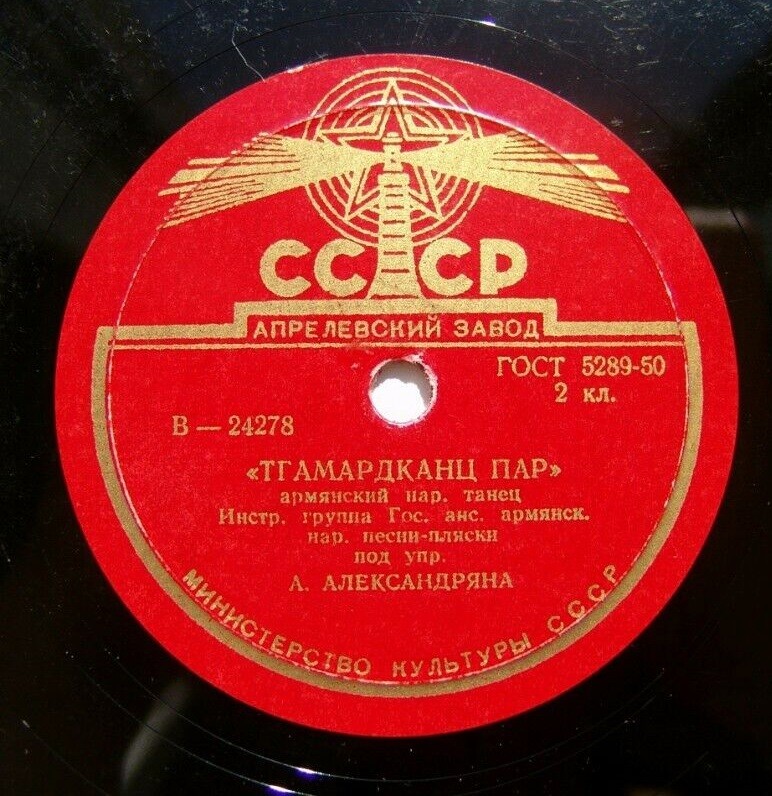 СССР
АПРЕЛЕВСКИЙ ЗАВОД
ГОСТ 5289-50
2 кл.
В — 24278
«ТГАМАРДКАНЦ ПАР»
армянский нар. танец
Инстр. группа Гос. анс. армянск.
нар. песни-пляски
под упр.
А. АЛЕКСАНДРЯНА
МИНИСТЕРСТВО КУЛЬТУРЫ СССР